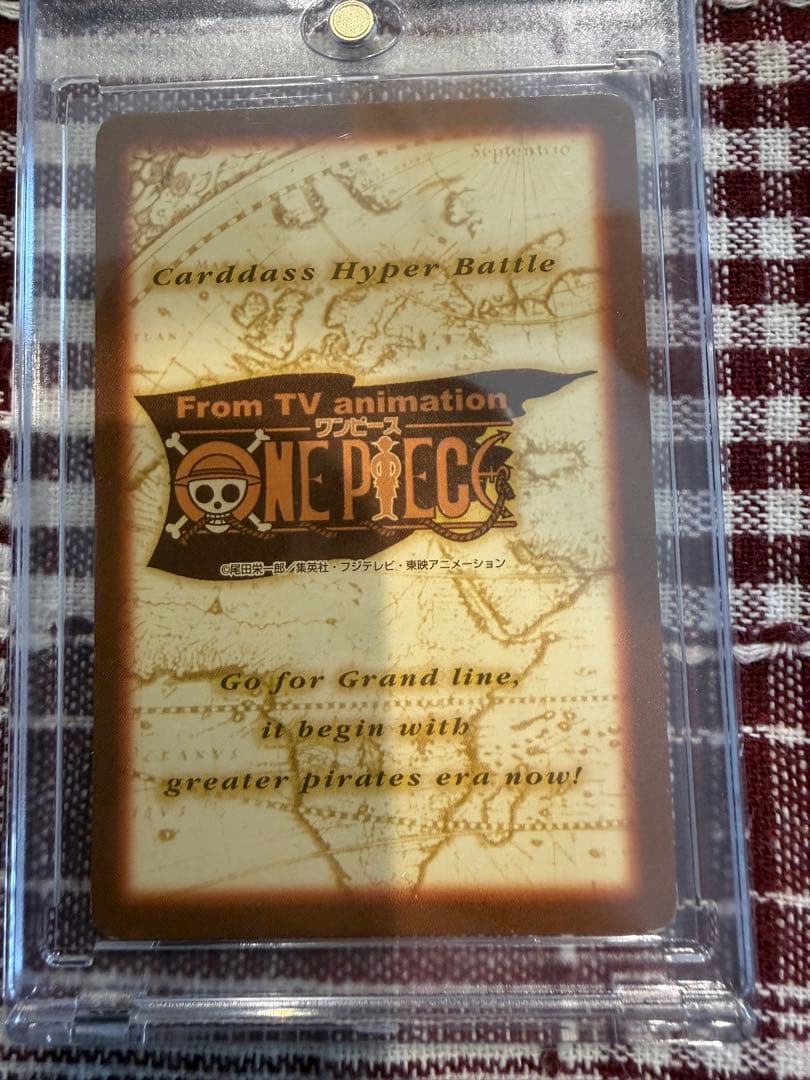 Septentrio
Carddass Hyper Battle
From TV animation
ワンピース
ONE PIECE
©尾田栄一郎／集英社・フジテレビ・東映アニメーション
Go for Grand line,
it begin with
greater pirates era now!